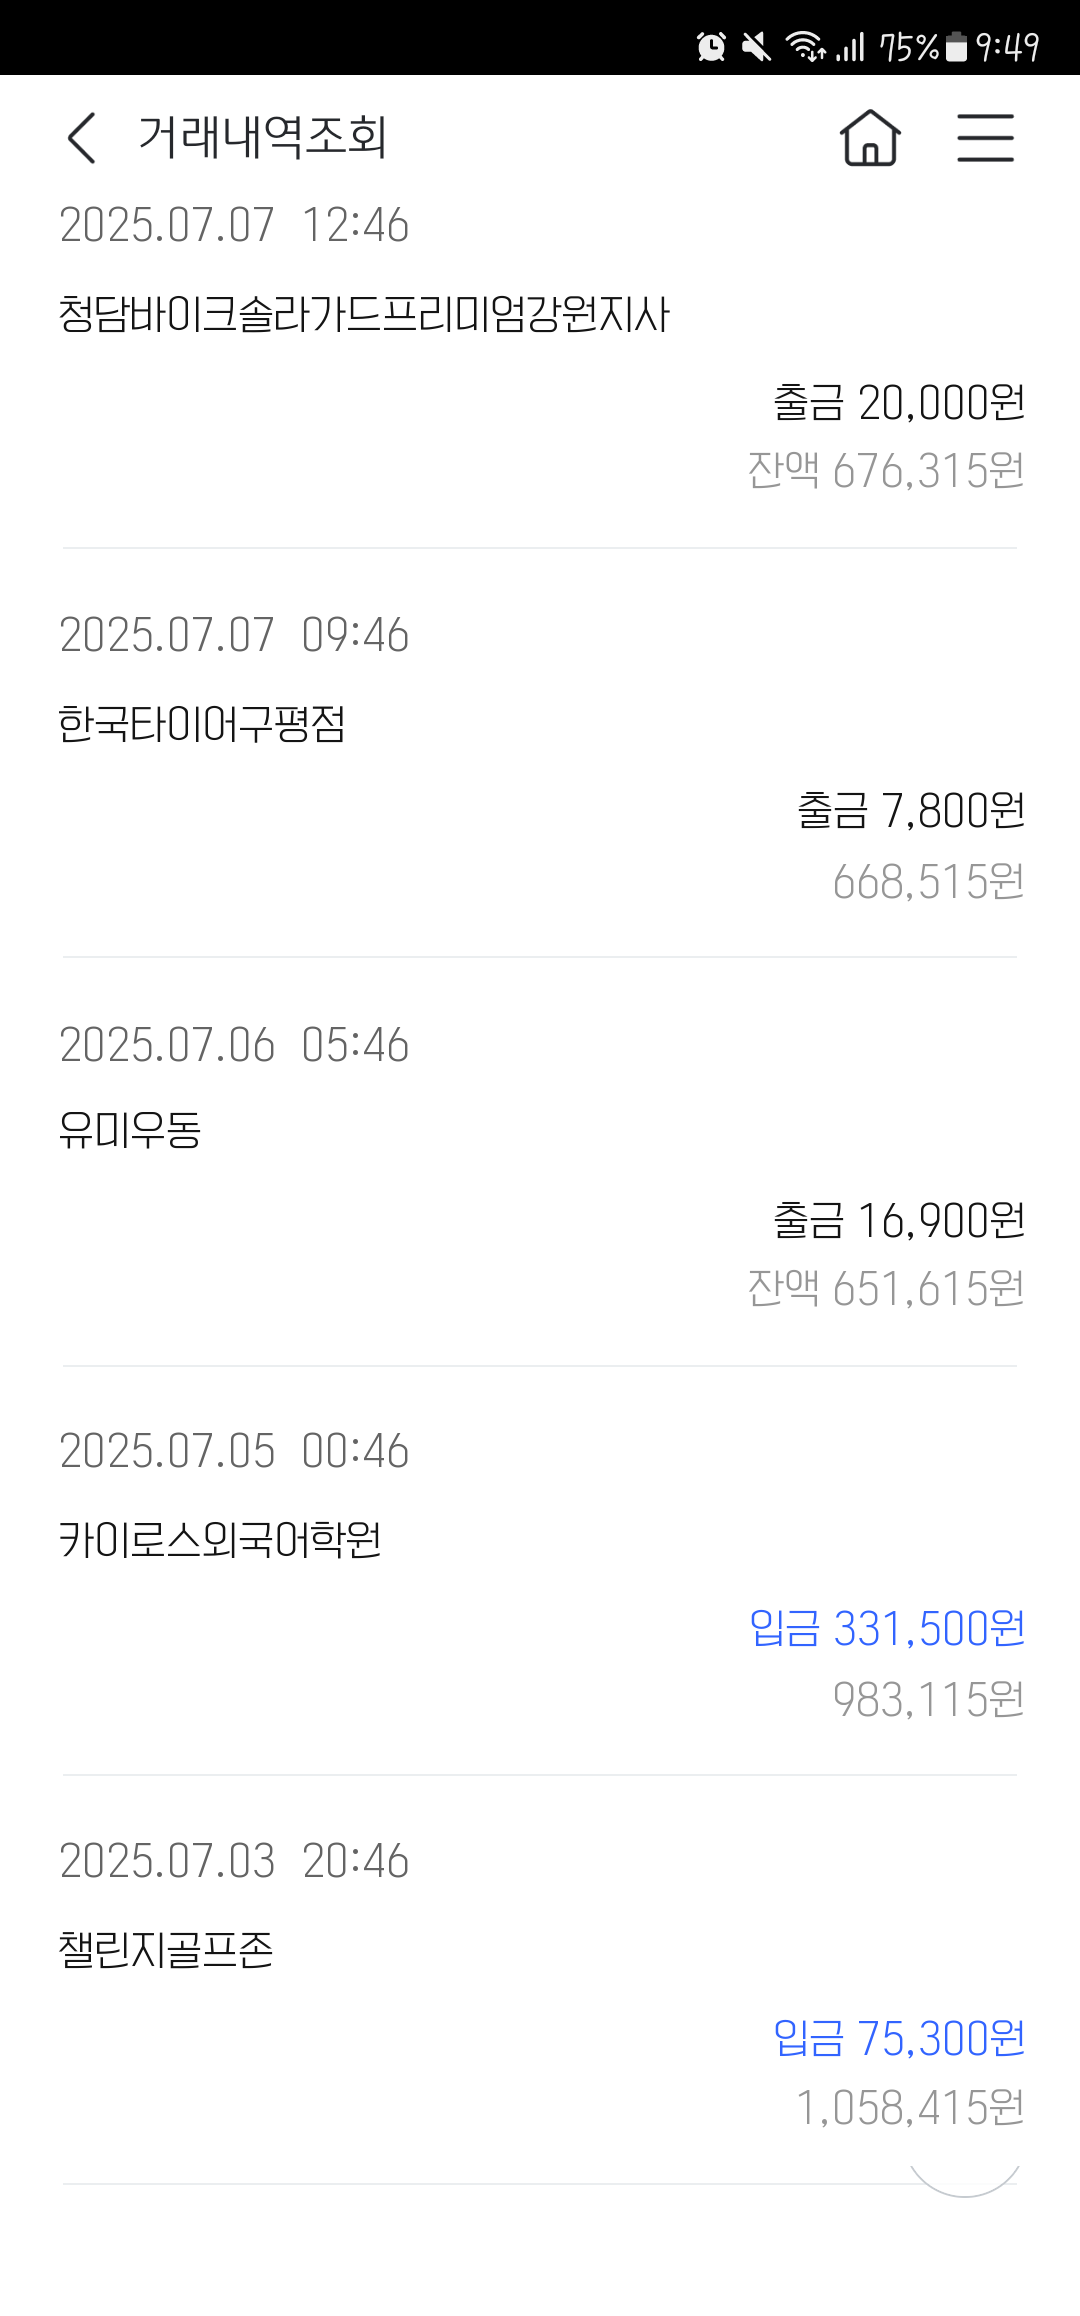 75% 9:49
거래내역조회
2025.07.07 12:46
청담바이크솔라가드프리미엄강원지사
출금 20,000원
잔액 676,315원
2025.07.07 09:46
한국타이어구평점
출금 7,800원
668,515원
2025.07.06 05:46
유미우동
출금 16,900원
잔액 651,615원
2025.07.05 00:46
카이로스외국어학원
입금 331,500원
983,115원
2025.07.03 20:46
챌린지골프존
입금 75,300원
1,058,415원